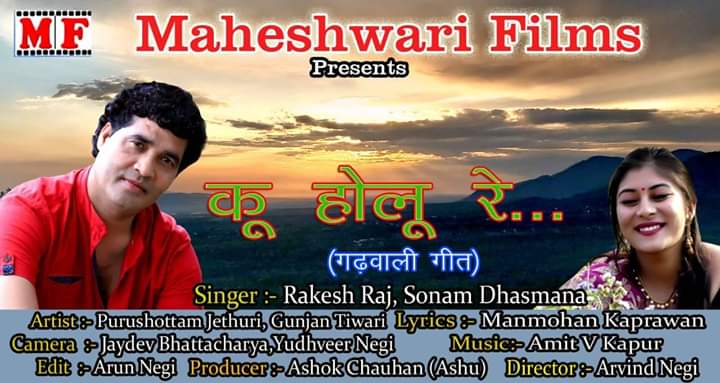 MF Maheshwari Films
Presents
कू होलू रे...
(गढ़वाली गीत)
Singer :- Rakesh Raj, Sonam Dhasmana
Artist :- Purushottam Jethuri, Gunjan Tiwari Lyrics :- Manmohan Kaprawan
Camera :- Jaydev Bhattacharya,Yudhveer Negi Music:- Amit V Kapur
Edit :- Arun Negi Producer :- Ashok Chauhan (Ashu) Director :- Arvind Negi